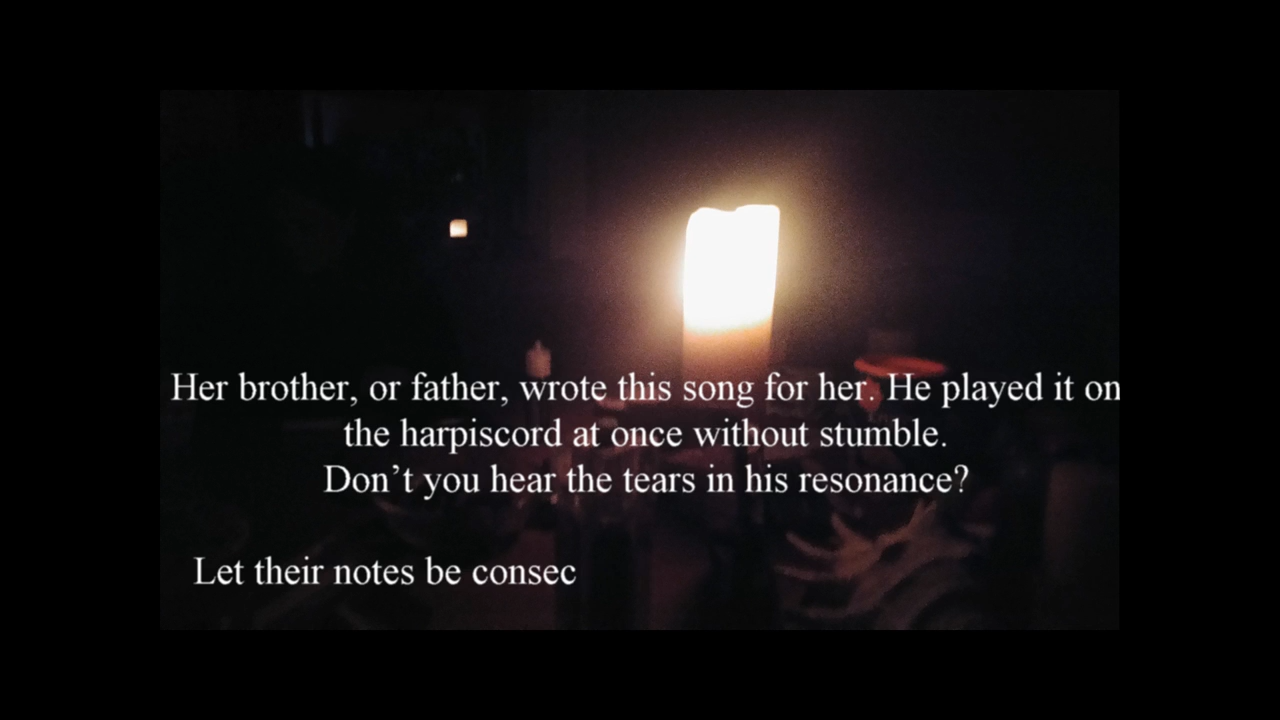 Her brother, or father, wrote this song for her. He played it on
the harpiscord at once without stumble.
Don’t you hear the tears in his resonance?
Let their notes be consec